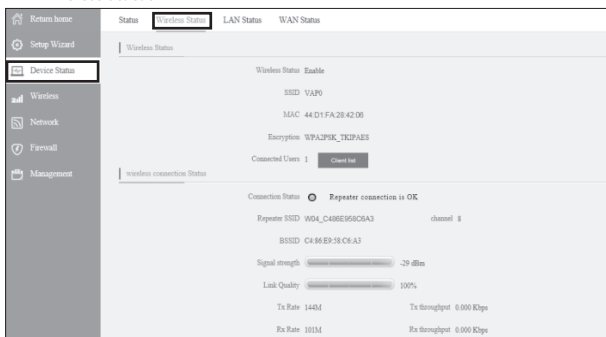 Return home
Setup Wizard
Device Status
Wireless
Network
Firewall
Management
Status Wireless Status LAN Status WAN Status
Wireless Status
Wireless Status Enable
SSID VAP0
MAC 44:D1:FA:28:42:06
Encryption WPA2PSK_TKIPAES
Connected Users 1 Client list
wireless connection Status
Connection Status Repeater connection is OK
Repeater SSID W04_C486E958C6A3 channel 8
BSSID C4:86:E9:58:C6:A3
Signal strength -29 dBm
Link Quality 100%
Tx Rate 144M Tx throughput 0.000 Kbps
Rx Rate 101M Rx throughput 0.000 Kbps